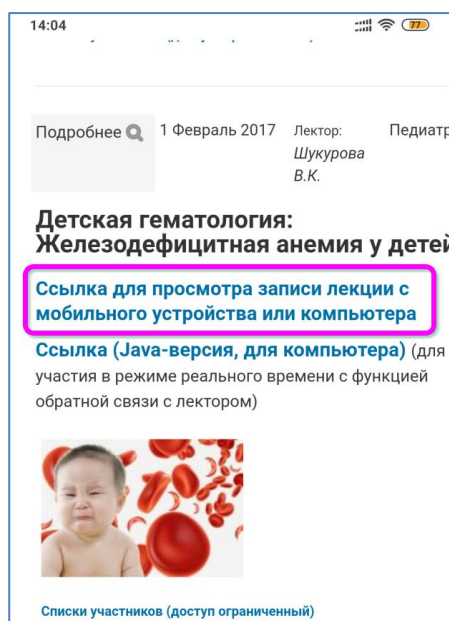 14:04
77
Подробнее 1 Февраль 2017 Лектор: Педиатр
Шукурова
В.К.
Детская гематология:
Железодефицитная анемия у детей
Ссылка для просмотра записи лекции с
мобильного устройства или компьютера
Ссылка (Java-версия, для компьютера) (для
участия в режиме реального времени с функцией
обратной связи с лектором)
Списки участников (доступ ограниченный)